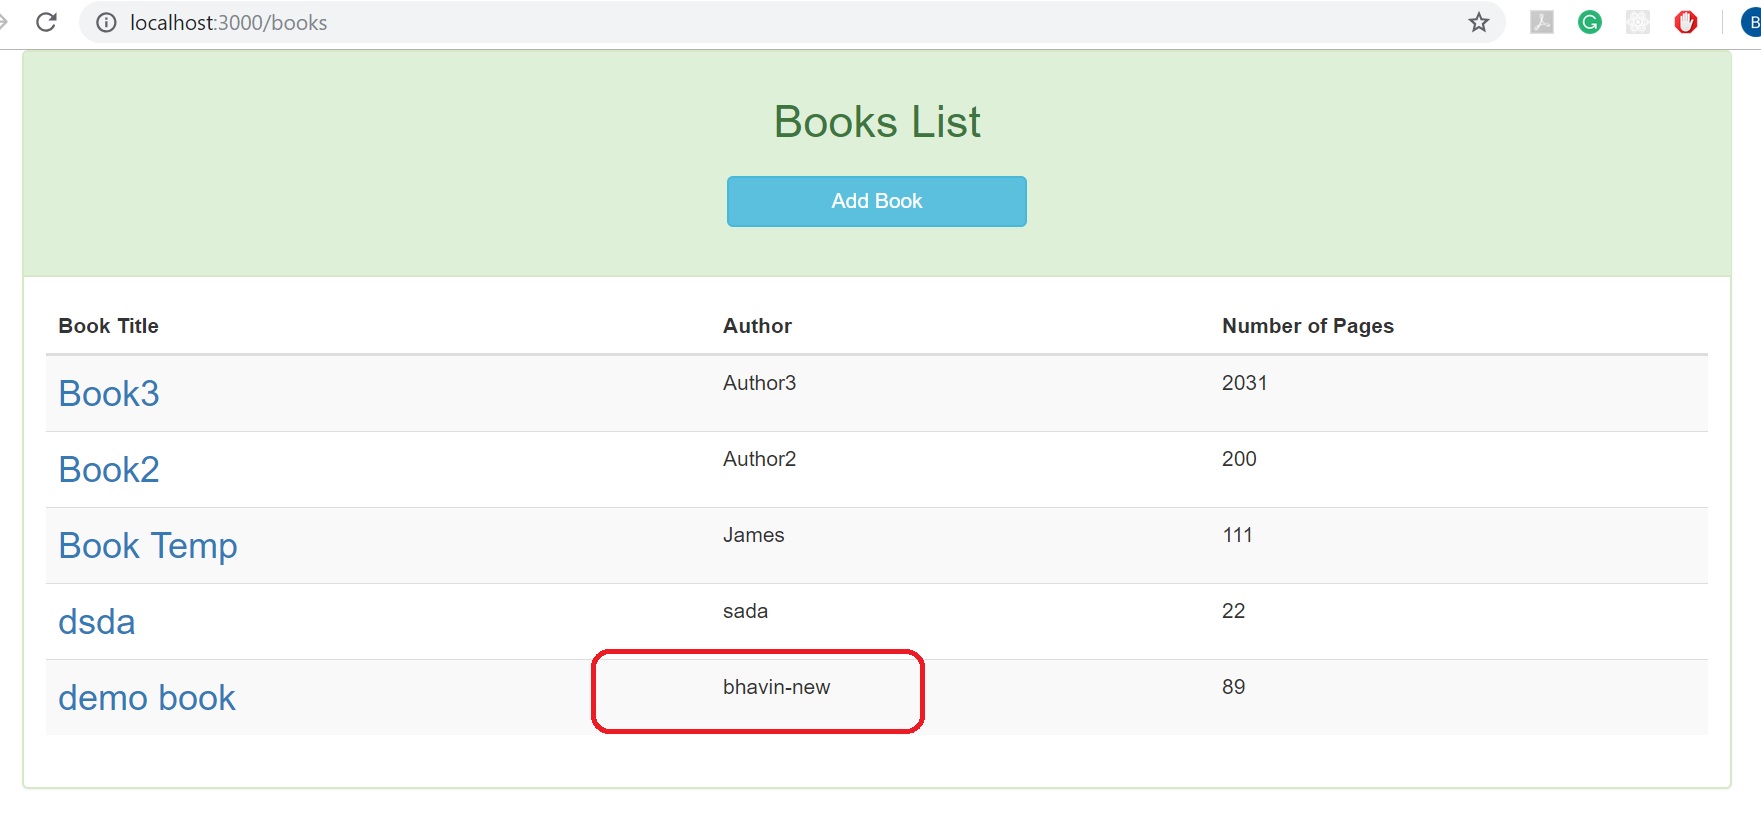 localhost:3000/books
B
Books List
Add Book
Book Title Author Number of Pages
Book3 Author3 2031
Book2 Author2 200
Book Temp James 111
dsda sada 22
demo book bhavin-new 89